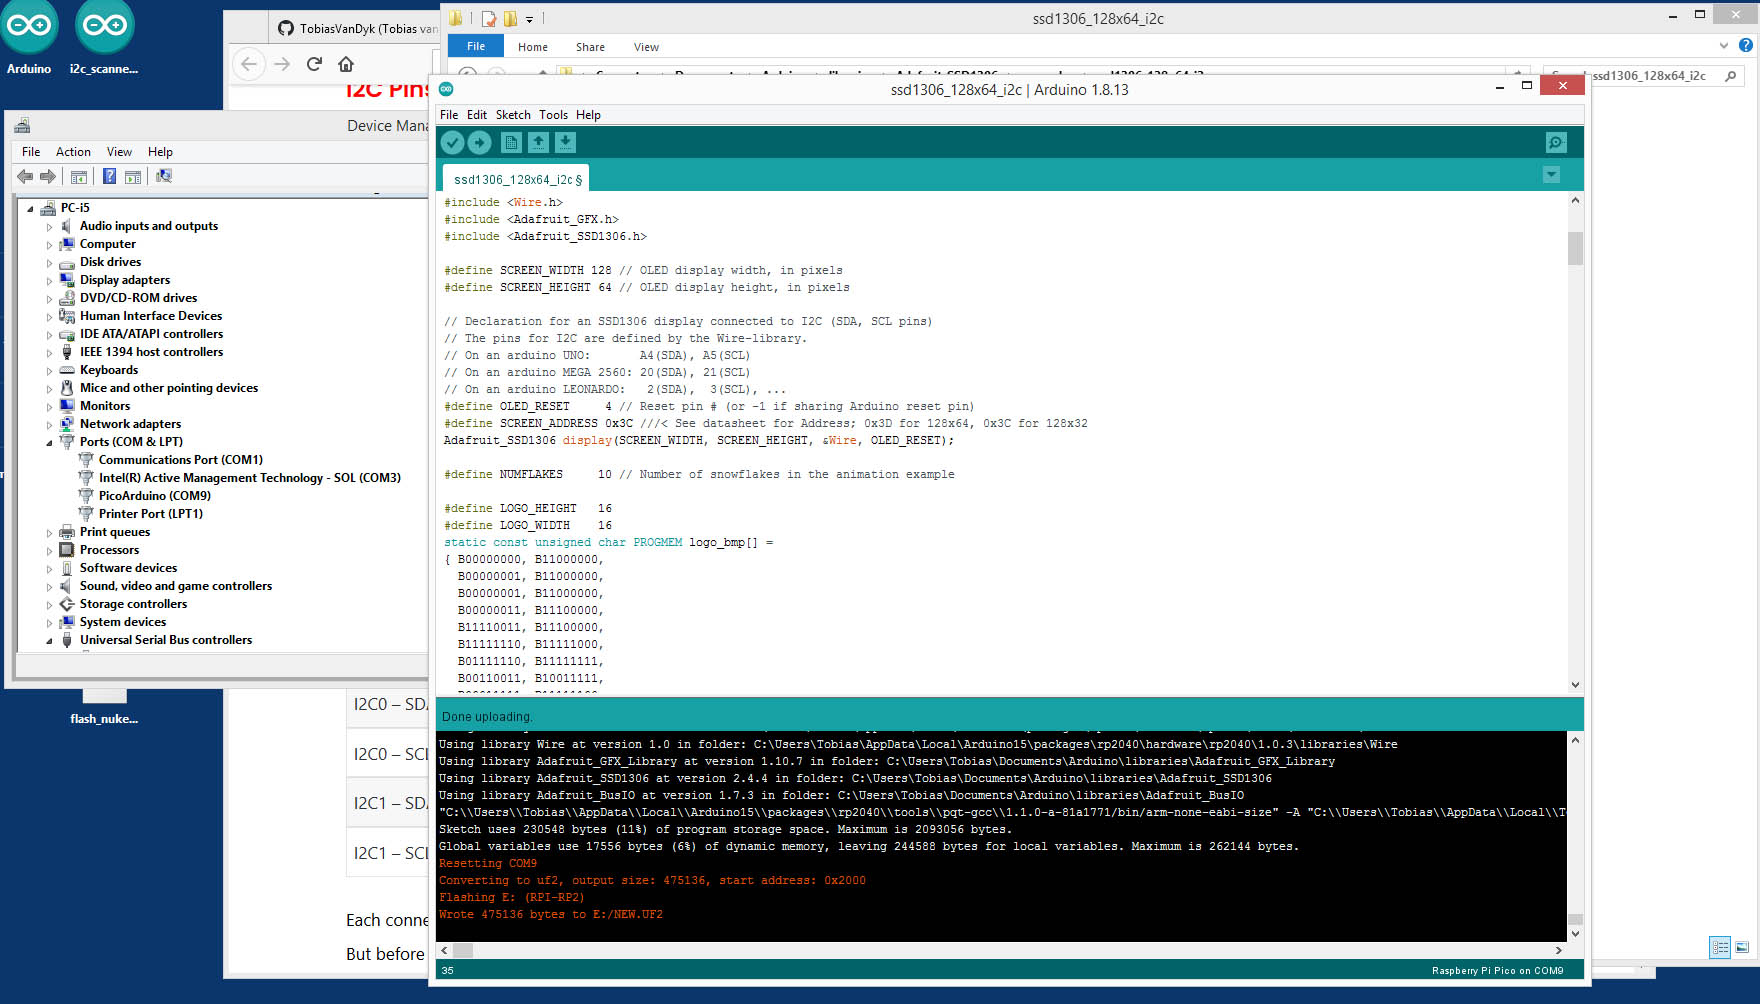 Arduino
i2c_scanne...
TobiasVanDyk (Tobias van
I2C Pins
ssd1306_128x64_i2c
File
Home
Share
View
ssd1306_128x64_i2c
Device Mana
File Action View Help
PC-i5
Audio inputs and outputs
Computer
Disk drives
Display adapters
DVD/CD-ROM drives
Human Interface Devices
IDE ATA/ATAPI controllers
IEEE 1394 host controllers
Keyboards
Mice and other pointing devices
Monitors
Network adapters
Ports (COM & LPT)
Communications Port (COM1)
Intel(R) Active Management Technology - SOL (COM3)
PicoArduino (COM9)
Printer Port (LPT1)
Print queues
Processors
Software devices
Sound, video and game controllers
Storage controllers
System devices
Universal Serial Bus controllers
flash_nuke...
I2C0 – SDA
I2C0 – SCL
I2C1 – SDA
I2C1 – SCL
Each conne
But before
ssd1306_128x64_i2c | Arduino 1.8.13
File Edit Sketch Tools Help
ssd1306_128x64_i2c §
#include <Wire.h>
#include <Adafruit_GFX.h>
#include <Adafruit_SSD1306.h>
#define SCREEN_WIDTH 128 // OLED display width, in pixels
#define SCREEN_HEIGHT 64 // OLED display height, in pixels
// Declaration for an SSD1306 display connected to I2C (SDA, SCL pins)
// The pins for I2C are defined by the Wire-library.
// On an arduino UNO:       A4(SDA), A5(SCL)
// On an arduino MEGA 2560: 20(SDA), 21(SCL)
// On an arduino LEONARDO:   2(SDA),  3(SCL), ...
#define OLED_RESET     4 // Reset pin # (or -1 if sharing Arduino reset pin)
#define SCREEN_ADDRESS 0x3C ///< See datasheet for Address; 0x3D for 128x64, 0x3C for 128x32
Adafruit_SSD1306 display(SCREEN_WIDTH, SCREEN_HEIGHT, &Wire, OLED_RESET);
#define NUMFLAKES     10 // Number of snowflakes in the animation example
#define LOGO_HEIGHT   16
#define LOGO_WIDTH    16
static const unsigned char PROGMEM logo_bmp[] =
{ B00000000, B11000000,
B00000001, B11000000,
B00000001, B11000000,
B00000011, B11100000,
B11110011, B11100000,
B11111110, B11111000,
B01111110, B11111111,
B00110011, B10011111,
Done uploading.
Using library Wire at version 1.0 in folder: C:\Users\Tobias\AppData\Local\Arduino15\packages\rp2040\hardware\rp2040\1.0.3\libraries\Wire
Using library Adafruit_GFX_Library at version 1.10.7 in folder: C:\Users\Tobias\Documents\Arduino\libraries\Adafruit_GFX_Library
Using library Adafruit_SSD1306 at version 2.4.4 in folder: C:\Users\Tobias\Documents\Arduino\libraries\Adafruit_SSD1306
Using library Adafruit_BusIO at version 1.7.3 in folder: C:\Users\Tobias\Documents\Arduino\libraries\Adafruit_BusIO
"C:\\Users\\Tobias\\AppData\\Local\\Arduino15\\packages\\rp2040\\tools\\pqt-gcc\\1.1.0-a-81a1771/bin/arm-none-eabi-size" -A "C:\\Users\\Tobias\\AppData\\Local\\T
Sketch uses 230548 bytes (11%) of program storage space. Maximum is 2093056 bytes.
Global variables use 17556 bytes (6%) of dynamic memory, leaving 244588 bytes for local variables. Maximum is 262144 bytes.
Resetting COM9
Converting to uf2, output size: 475136, start address: 0x2000
Flashing E: (RPI-RP2)
Wrote 475136 bytes to E:/NEW.UF2
35
Raspberry Pi Pico on COM9